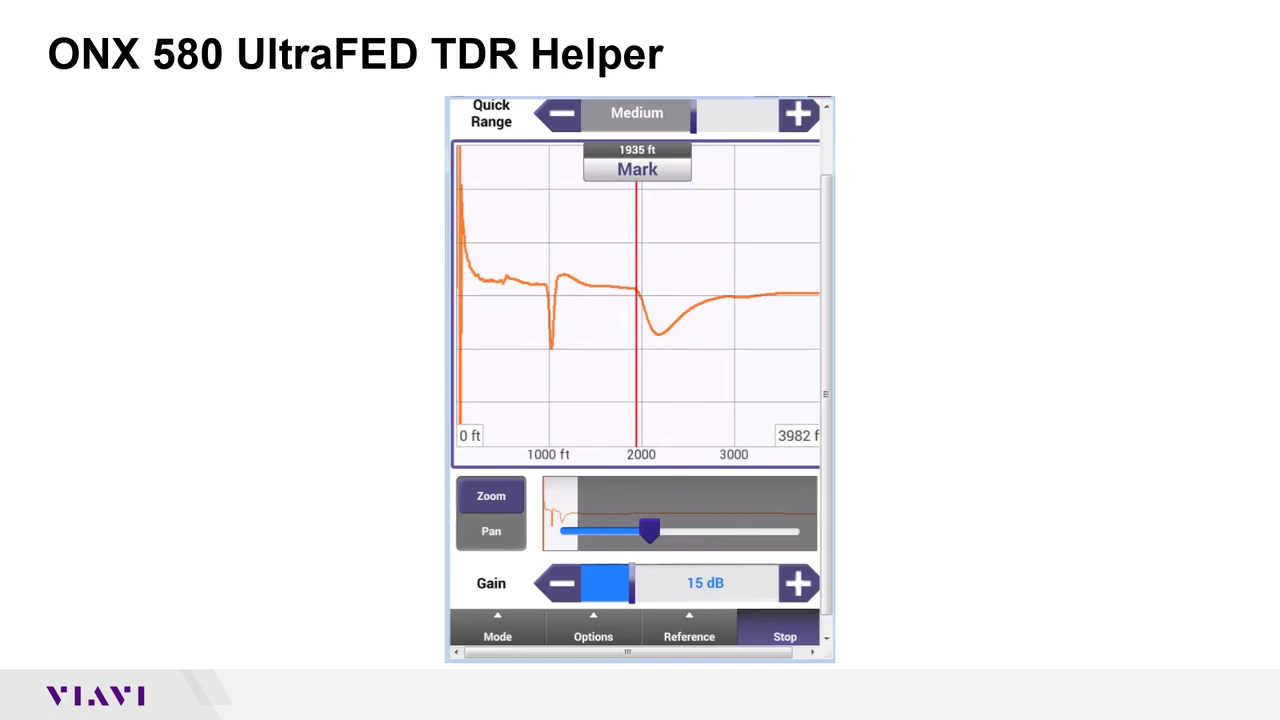 ONX 580 UltraFED TDR Helper
Quick
Range
Medium
1935 ft
Mark
0 ft
3982 f
1000 ft
2000
3000
Zoom
Pan
Gain
15 dB
Mode
Options
Reference
Stop
VIAVI